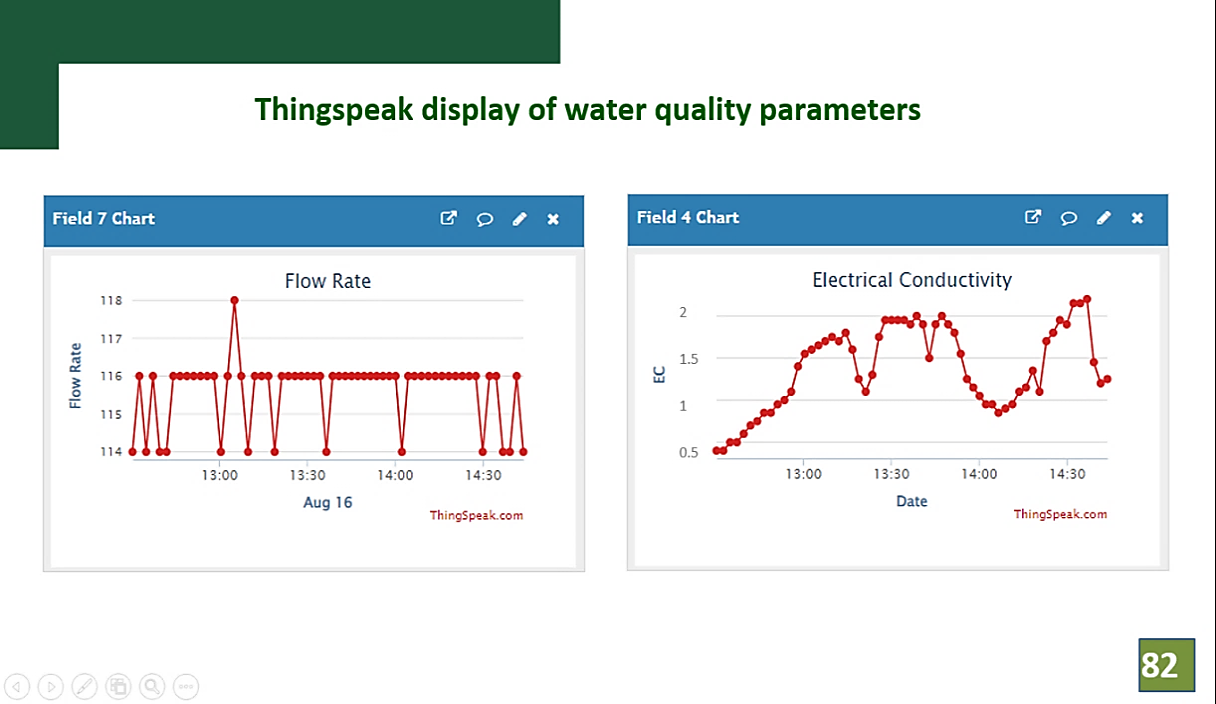 Thingspeak display of water quality parameters
Field 7 Chart
Flow Rate
Flow Rate
118
117
116
115
114
13:00 13:30 14:00 14:30
Aug 16
ThingSpeak.com
Field 4 Chart
Electrical Conductivity
EC
2
1.5
1
0.5
13:00 13:30 14:00 14:30
Date
ThingSpeak.com
82